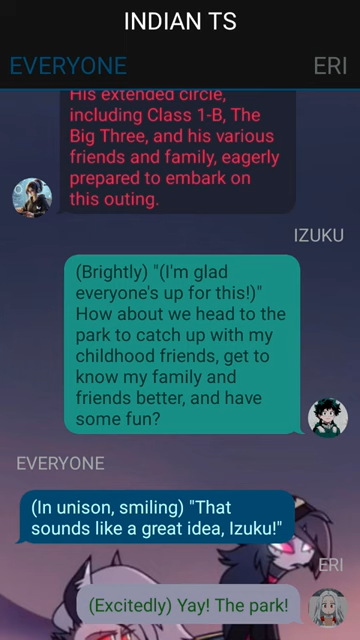 INDIAN TS
EVERYONE
ERI
His extended circle,
including Class 1-B, The
Big Three, and his various
friends and family, eagerly
prepared to embark on
this outing.
IZUKU
(Brightly) "(I'm glad
everyone's up for this!)"
How about we head to the
park to catch up with my
childhood friends, get to
know my family and
friends better, and have
some fun?
EVERYONE
(In unison, smiling) "That
sounds like a great idea, Izuku!"
ERI
(Excitedly) Yay! The park!